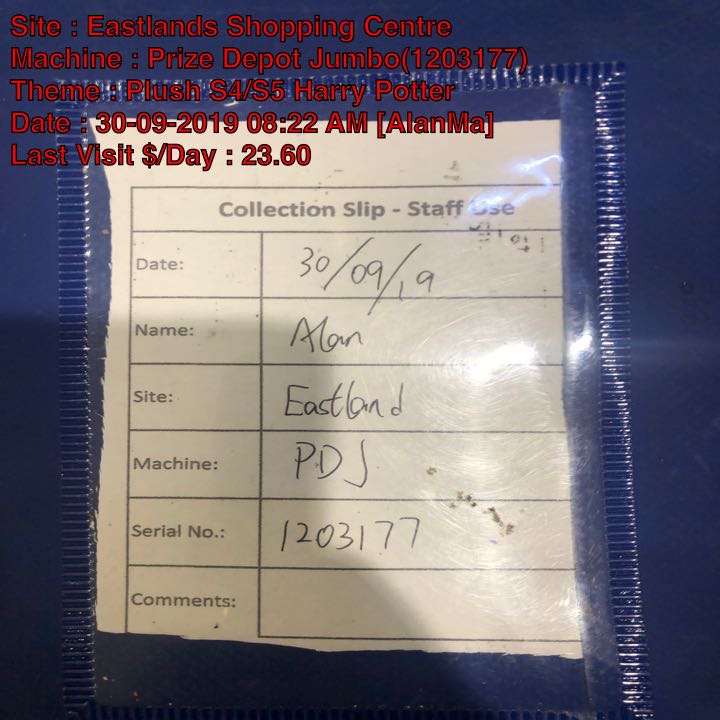 Site : Eastlands Shopping Centre
Machine : Prize Depot Jumbo(1203177)
Theme : Plush S4/S5 Harry Potter
Date : 30-09-2019 08:22 AM [AlanMa]
Last Visit $/Day : 23.60
Collection Slip - Staff Use
Date: 30/09/19
Name: Alan
Site: Eastland
Machine: PDJ
Serial No.: 1203177
Comments: